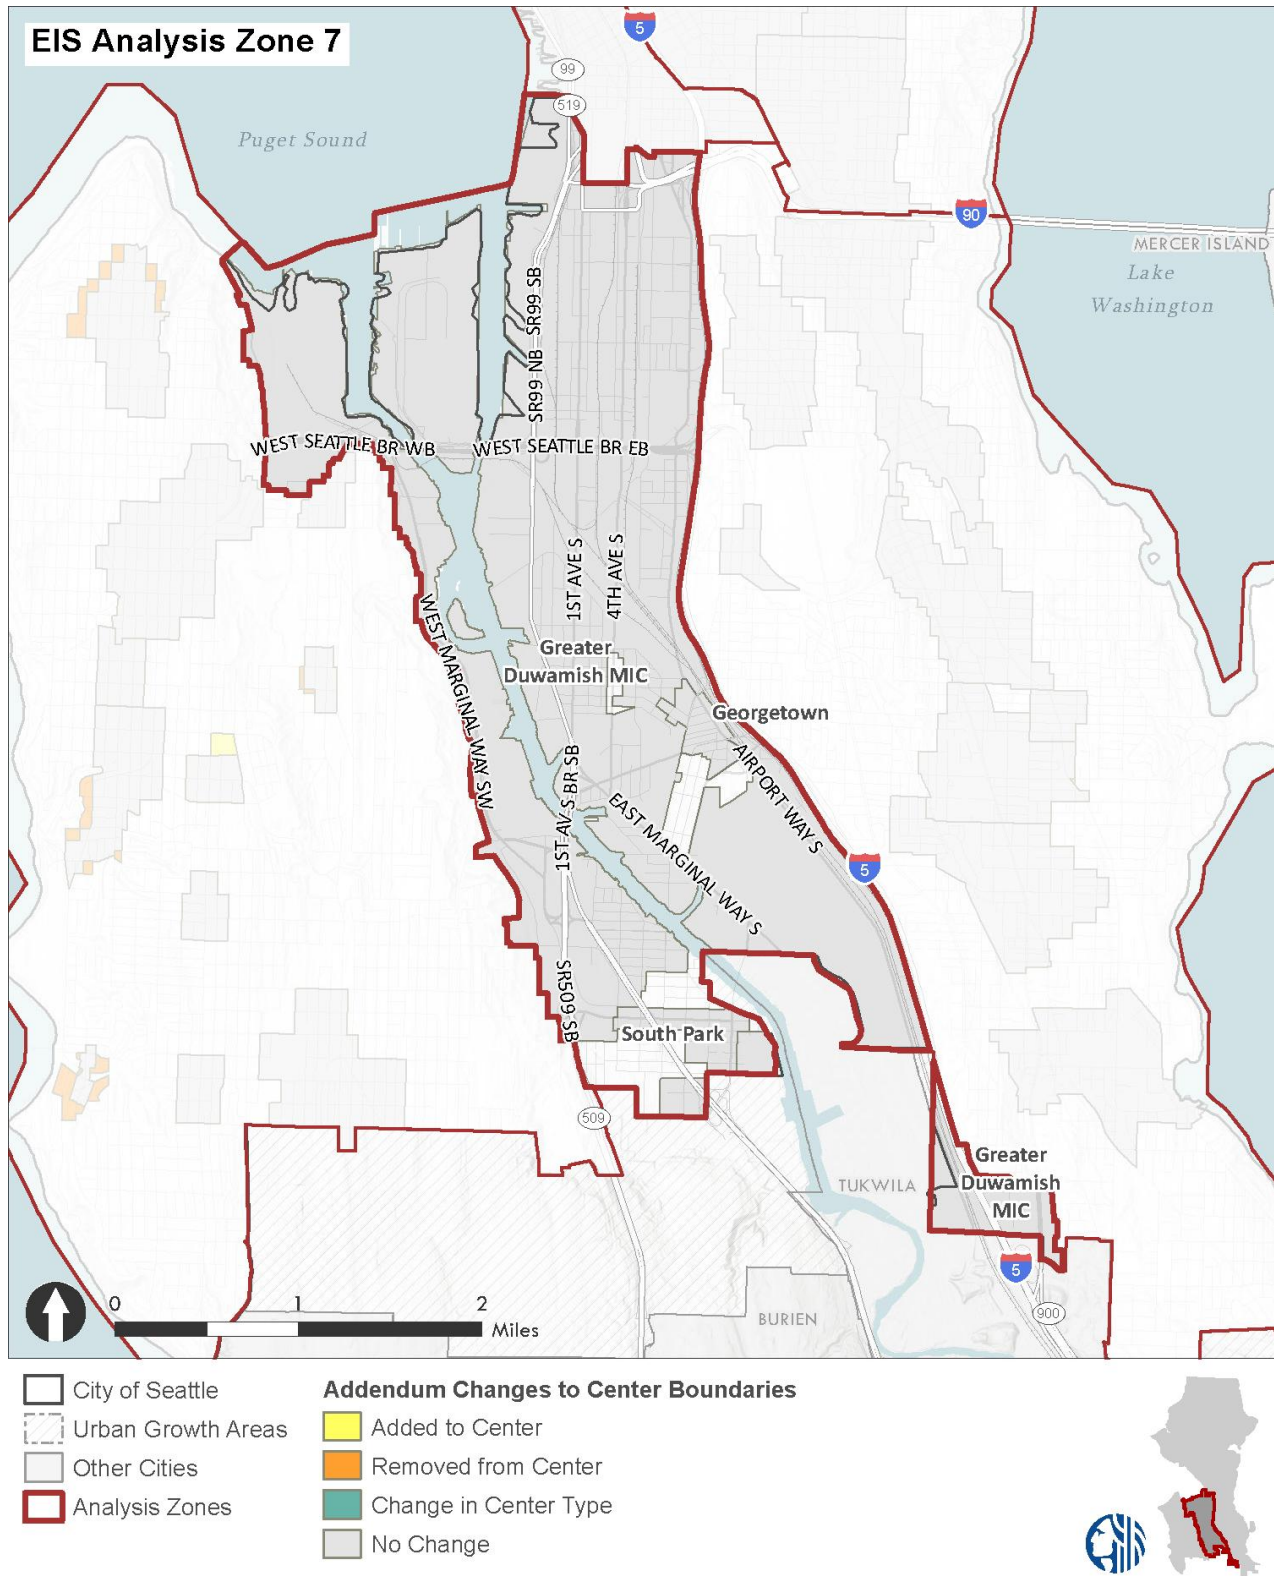 EIS Analysis Zone 7
5
99
519
Puget Sound
90
MERCER ISLAND
Lake
Washington
SR99 NB
SR99 SB
WEST SEATTLE BR WB
WEST SEATTLE BR EB
1ST AVE S
4TH AVE S
WEST MARGINAL WAY SW
Greater
Duwamish MIC
Georgetown
1ST AV S BR SB
AIRPORT WAY S
EAST MARGINAL WAY S
5
SR509 SB
South Park
509
TUKWILA
Greater
Duwamish
MIC
5
900
BURIEN
0 1 2
Miles
City of Seattle
Urban Growth Areas
Other Cities
Analysis Zones
Addendum Changes to Center Boundaries
Added to Center
Removed from Center
Change in Center Type
No Change